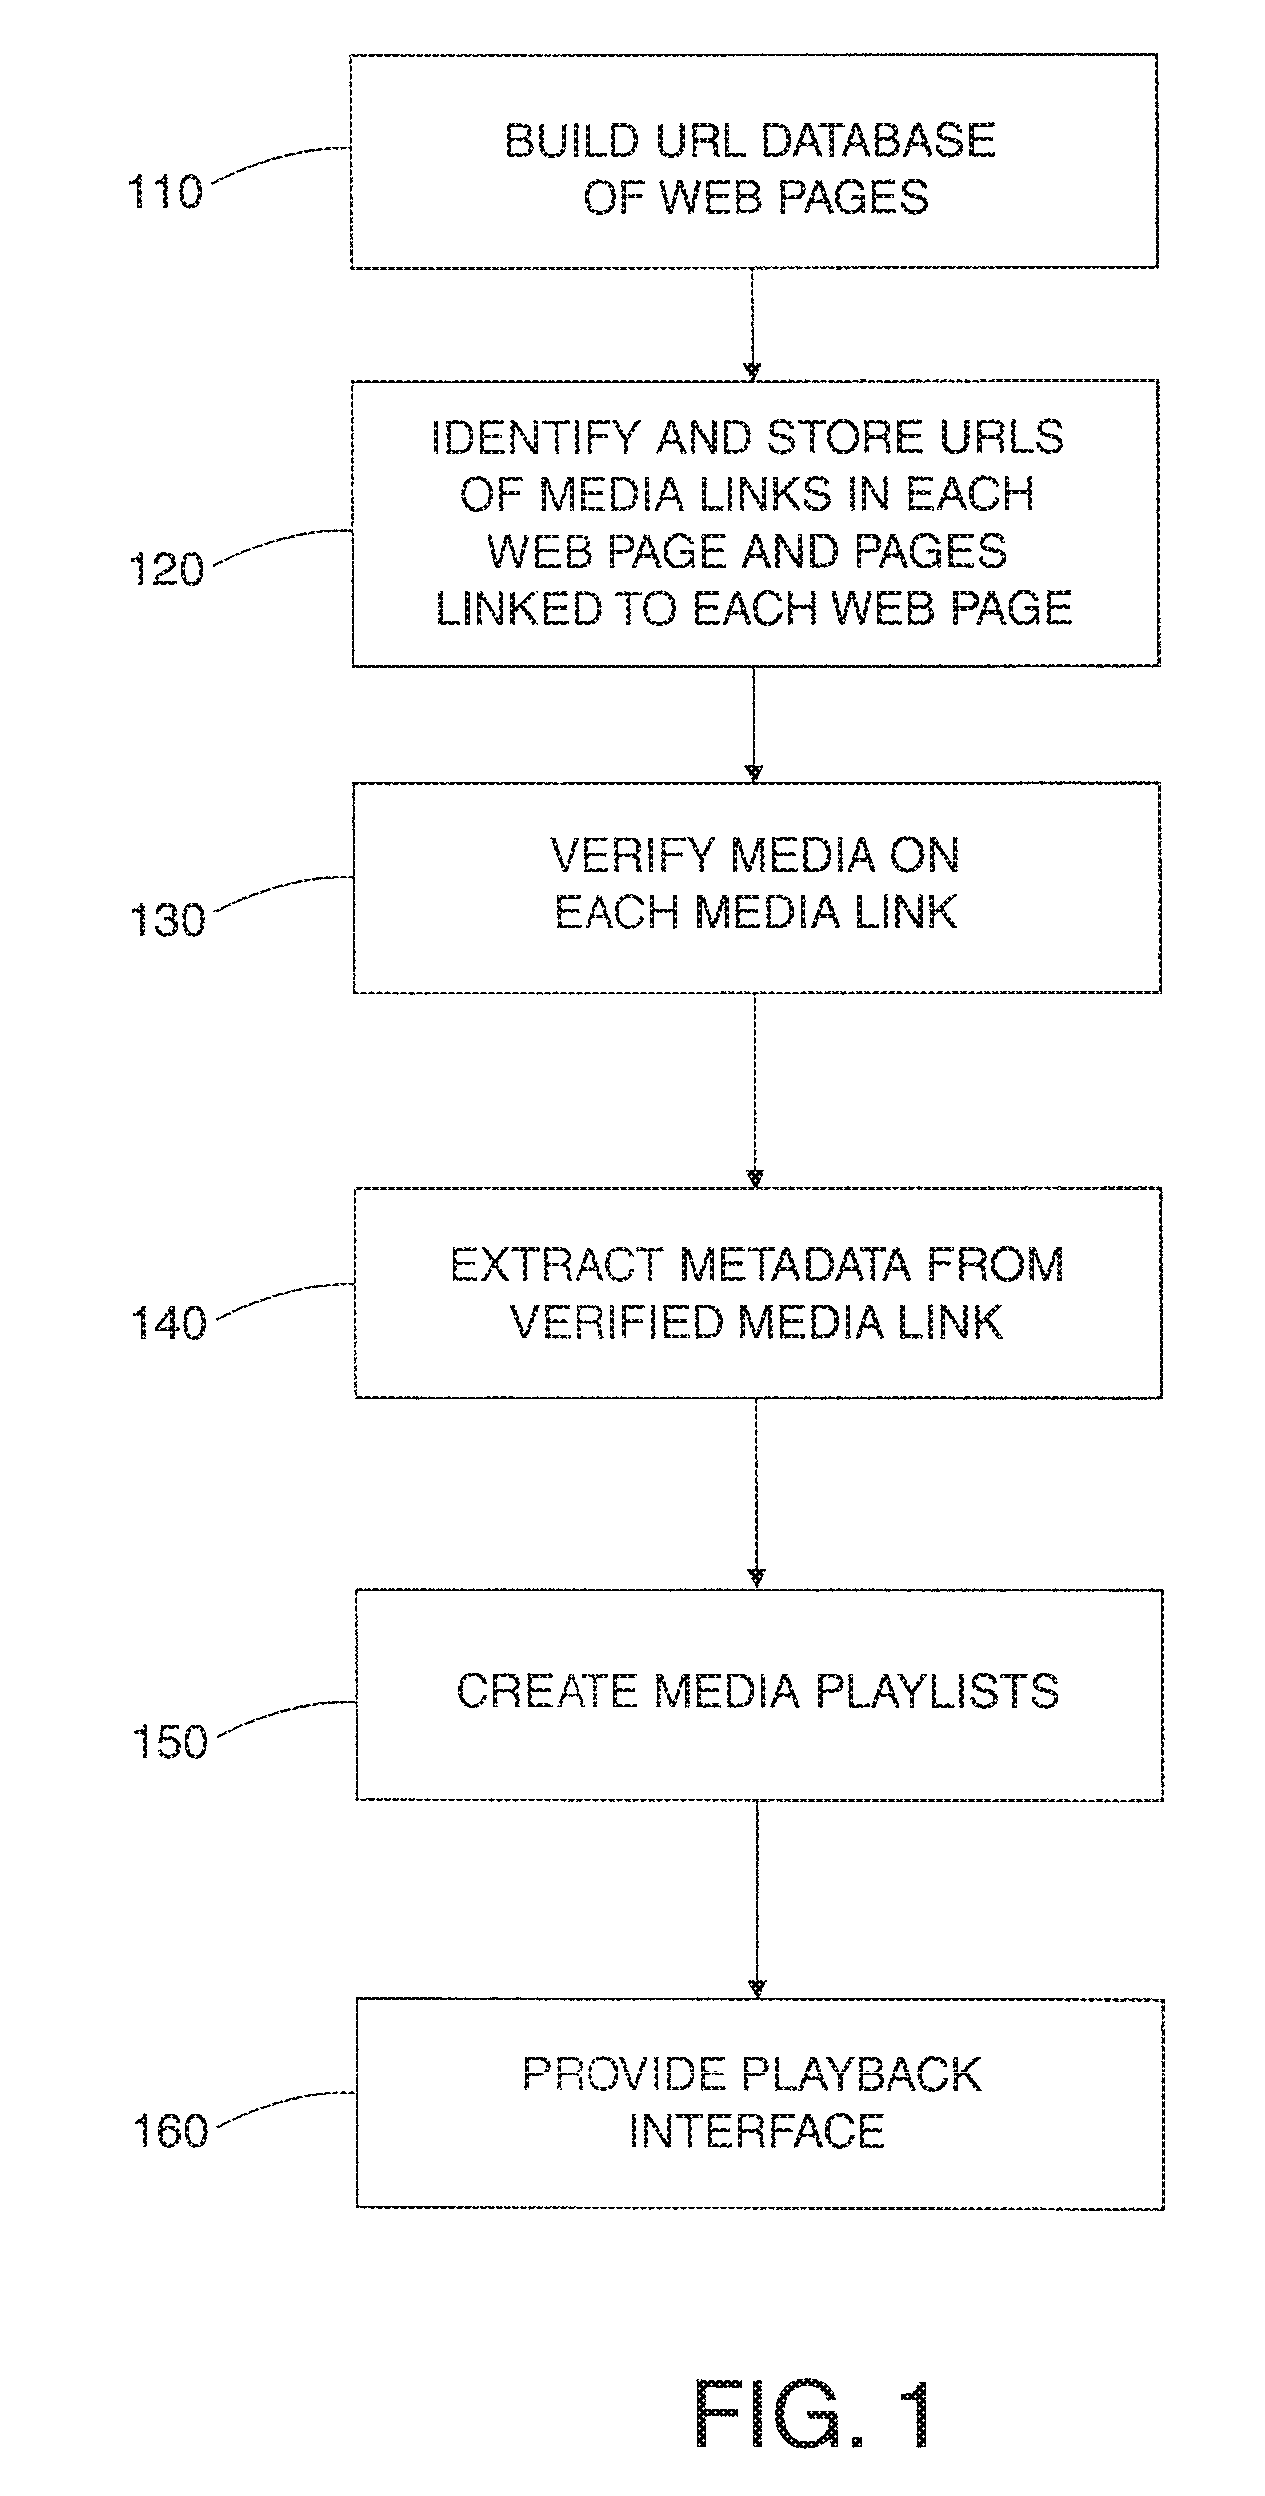 BUILD URL DATABASE
OF WEB PAGES
110
IDENTIFY AND STORE URLS
OF MEDIA LINKS IN EACH
WEB PAGE AND PAGES
LINKED TO EACH WEB PAGE
120
VERIFY MEDIA ON
EACH MEDIA LINK
130
EXTRACT METADATA FROM
VERIFIED MEDIA LINK
140
CREATE MEDIA PLAYLISTS
150
PROVIDE PLAYBACK
INTERFACE
160
FIG. 1